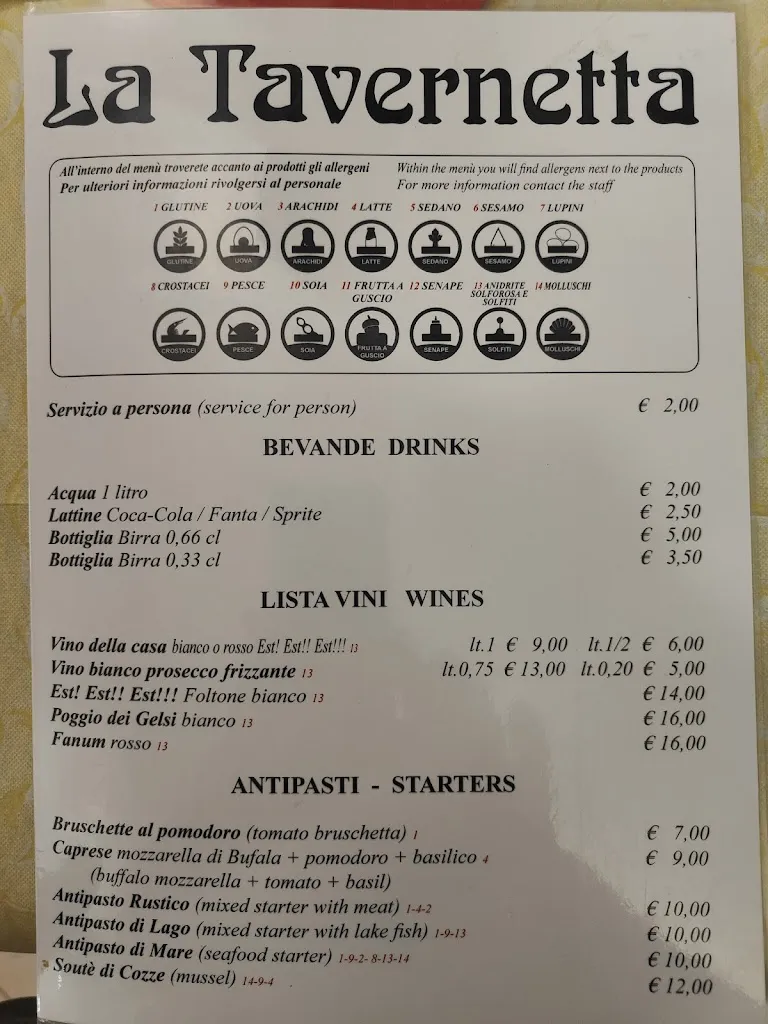 La Tavernetta
All'interno del menù troverete accanto ai prodotti gli allergeni Within the menù you will find allergens next to the products
Per ulteriori informazioni rivolgersi al personale For more information contact the staff
1 GLUTINE 2 UOVA 3 ARACHIDI 4 LATTE 5 SEDANO 6 SESAMO 7 LUPINI
GLUTINE UOVA ARACHIDI LATTE SEDANO SESAMO LUPINI
8 CROSTACEI 9 PESCE 10 SOIA 11 FRUTTA A GUSCIO 12 SENAPE 13 ANIDRITE SOLFOROSA E SOLFITI 14 MOLLUSCHI
CROSTACEI PESCE SOIA FRUTTA A GUSCIO SENAPE SOLFITI MOLLUSCHI
Servizio a persona (service for person) € 2,00
BEVANDE DRINKS
Acqua 1 litro € 2,00
Lattine Coca-Cola / Fanta / Sprite € 2,50
Bottiglia Birra 0,66 cl € 5,00
Bottiglia Birra 0,33 cl € 3,50
LISTA VINI WINES
Vino della casa bianco o rosso Est! Est!! Est!!! 13 lt.1 € 9,00 lt.1/2 € 6,00
Vino bianco prosecco frizzante 13 lt.0,75 € 13,00 lt.0,20 € 5,00
Est! Est!! Est!!! Foltone bianco 13 € 14,00
Poggio dei Gelsi bianco 13 € 16,00
Fanum rosso 13 € 16,00
ANTIPASTI - STARTERS
Bruschette al pomodoro (tomato bruschetta) 1 € 7,00
Caprese mozzarella di Bufala + pomodoro + basilico 4 € 9,00
(buffalo mozzarella + tomato + basil)
Antipasto Rustico (mixed starter with meat) 1-4-2 € 10,00
Antipasto di Lago (mixed starter with lake fish) 1-9-13 € 10,00
Antipasto di Mare (seafood starter) 1-9-2- 8-13-14 € 10,00
Soutè di Cozze (mussel) 14-9-4 € 12,00